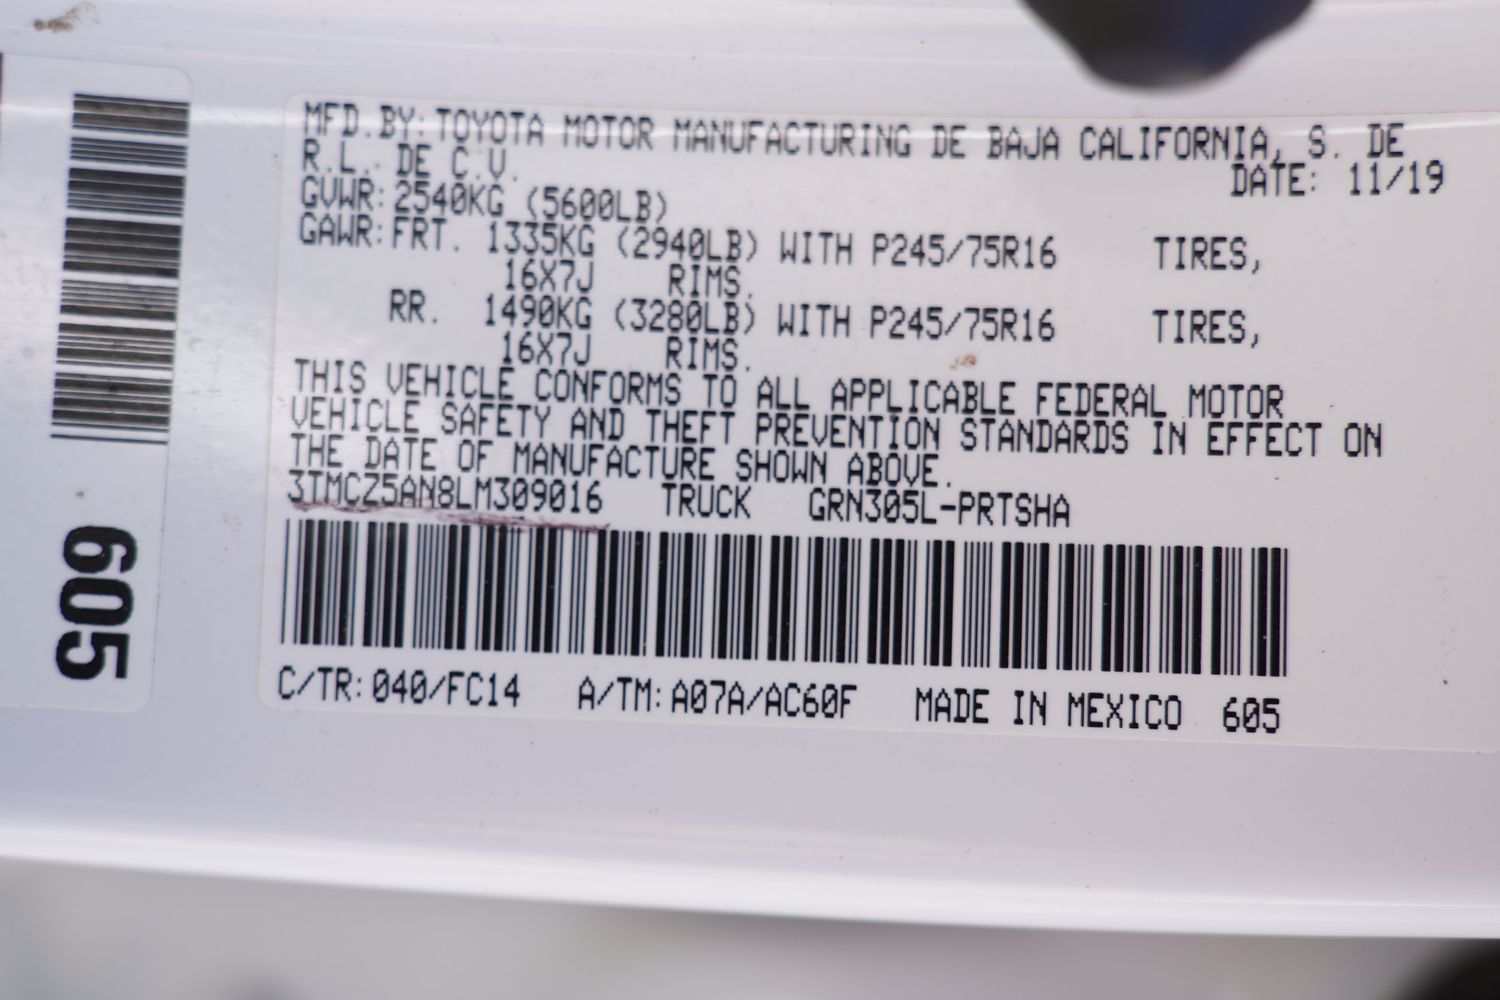 605
MFD.BY:TOYOTA MOTOR MANUFACTURING DE BAJA CALIFORNIA, S. DE
R.L. DE C.V.
DATE: 11/19
GVWR:2540KG (5600LB)
GAWR:FRT. 1335KG (2940LB) WITH P245/75R16 TIRES,
16X7J RIMS.
RR. 1490KG (3280LB) WITH P245/75R16 TIRES,
16X7J RIMS.
THIS VEHICLE CONFORMS TO ALL APPLICABLE FEDERAL MOTOR
VEHICLE SAFETY AND THEFT PREVENTION STANDARDS IN EFFECT ON
THE DATE OF MANUFACTURE SHOWN ABOVE.
3TMCZ5AN8LM309016 TRUCK GRN305L-PRTSHA
C/TR:040/FC14 A/TM:A07A/AC60F MADE IN MEXICO 605